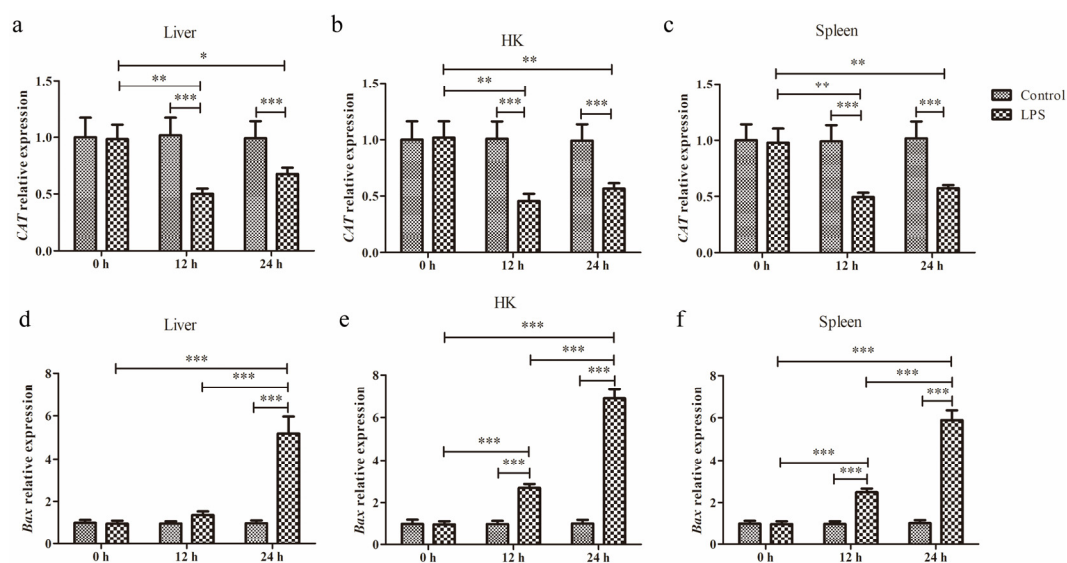 a
Liver
CAT relative expression
1.5
1.0
0.5
0.0
*
**
***
***
0 h
12 h
24 h
b
HK
CAT relative expression
1.5
1.0
0.5
0.0
**
**
***
***
0 h
12 h
24 h
c
Spleen
CAT relative expression
1.5
1.0
0.5
0.0
**
**
***
***
0 h
12 h
24 h
Control
LPS
d
Liver
Bax relative expression
8
6
4
2
0
***
***
***
0 h
12 h
24 h
e
HK
Bax relative expression
8
6
4
2
0
***
***
***
***
***
0 h
12 h
24 h
f
Spleen
Bax relative expression
8
6
4
2
0
***
***
***
***
***
0 h
12 h
24 h